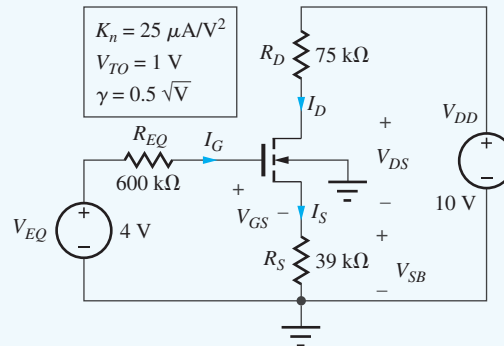 K_n = 25 μA/V²
V_TO = 1 V
γ = 0.5 √V
R_D 75 kΩ
I_D
R_EQ
I_G
600 kΩ
+
V_DS
−
V_DD
+
−
10 V
+
V_GS −
I_S
V_EQ
+
−
4 V
R_S 39 kΩ
+
V_SB
−